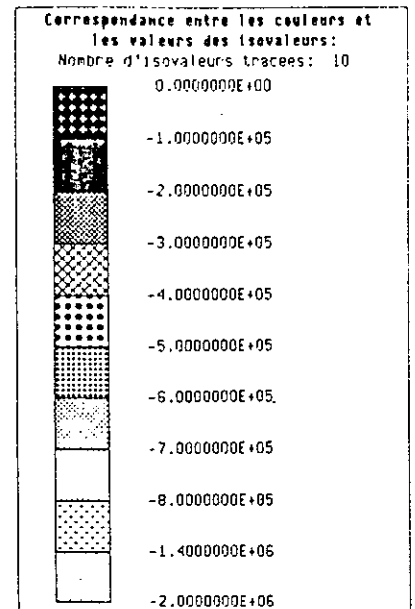 Correspondance entre les couleurs et
les valeurs des isovaleurs:
Nombre d'isovaleurs tracees: 10
0.0000000E+00
-1.0000000E+05
-2.0000000E+05
-3.0000000E+05
-4.0000000E+05
-5.0000000E+05
-6.0000000E+05
-7.0000000E+05
-8.0000000E+05
-1.4000000E+06
-2.0000000E+06